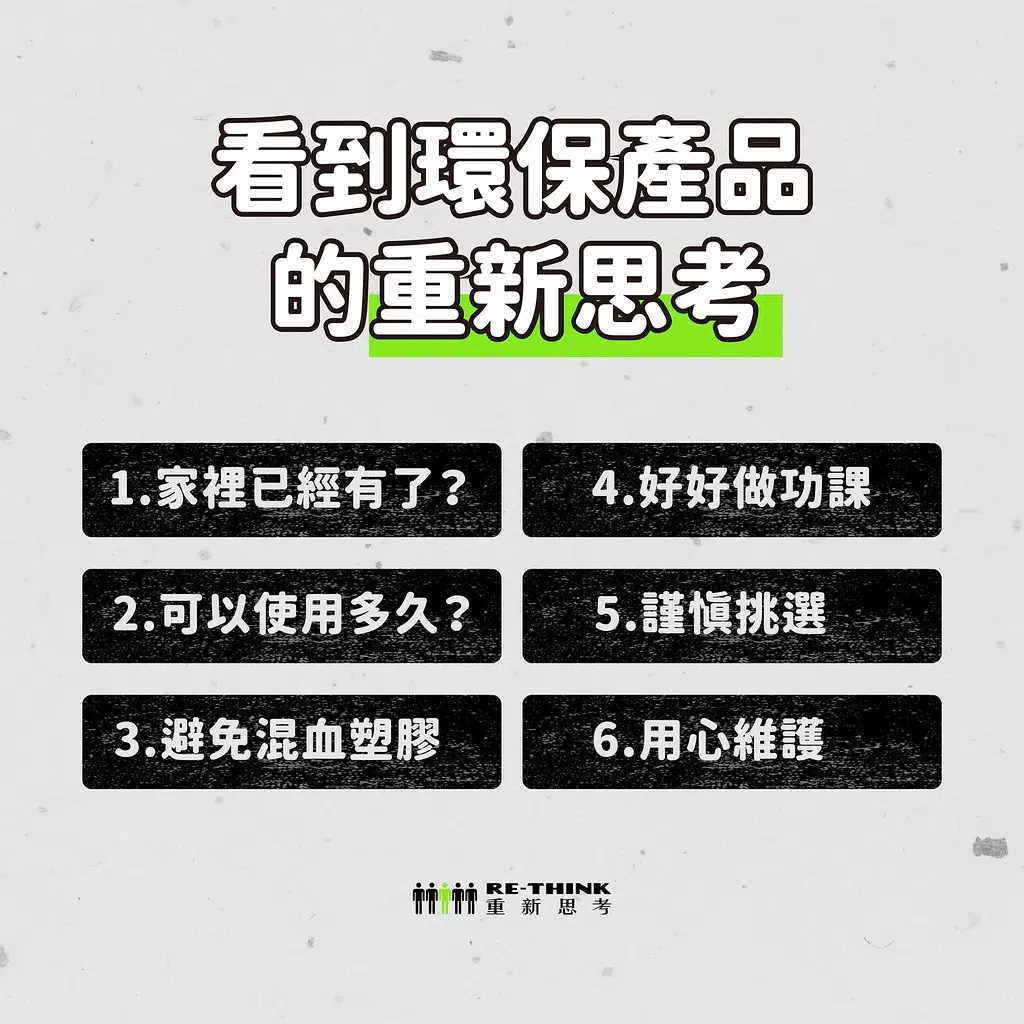 看到環保產品
的重新思考
1.家裡已經有了？
2.可以使用多久？
3.避免混血塑膠
4.好好做功課
5.謹慎挑選
6.用心維護
RE-THINK
重新思考